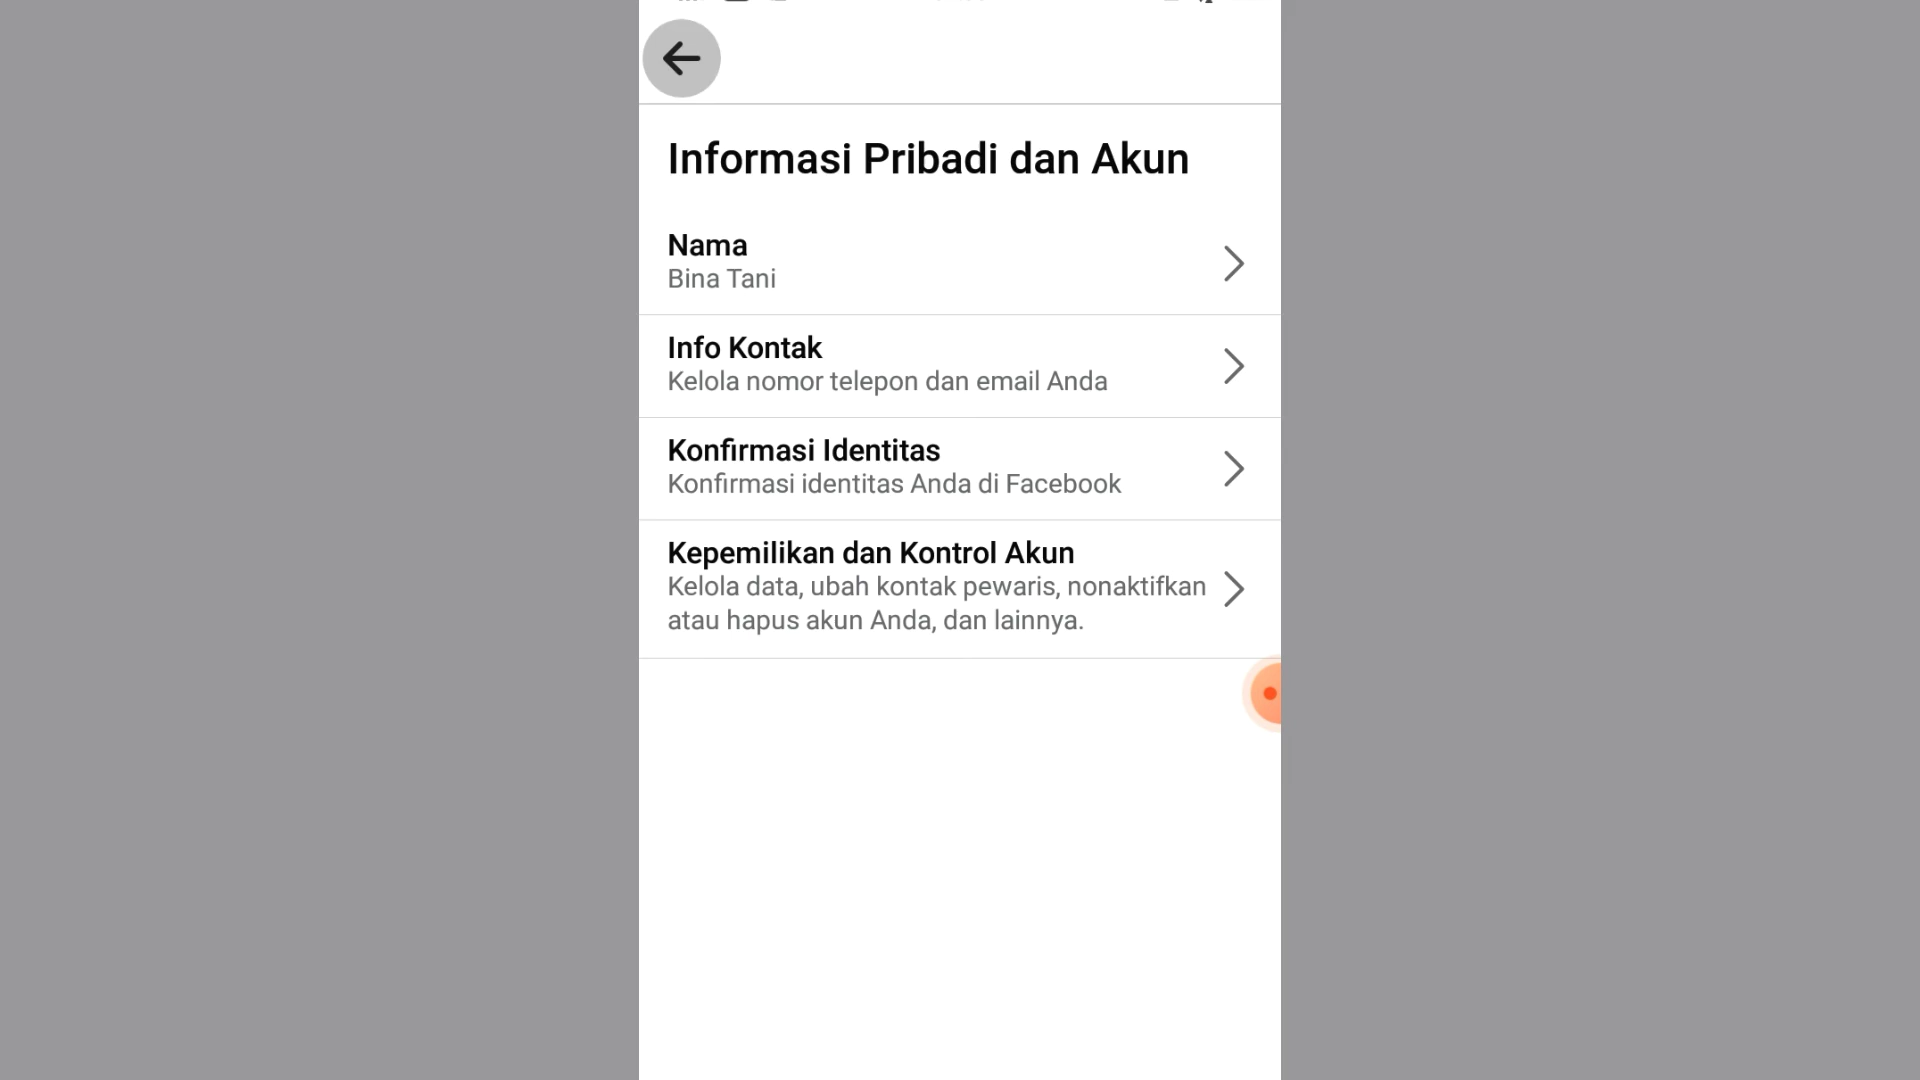 Informasi Pribadi dan Akun
Nama
Bina Tani
Info Kontak
Kelola nomor telepon dan email Anda
Konfirmasi Identitas
Konfirmasi identitas Anda di Facebook
Kepemilikan dan Kontrol Akun
Kelola data, ubah kontak pewaris, nonaktifkan
atau hapus akun Anda, dan lainnya.